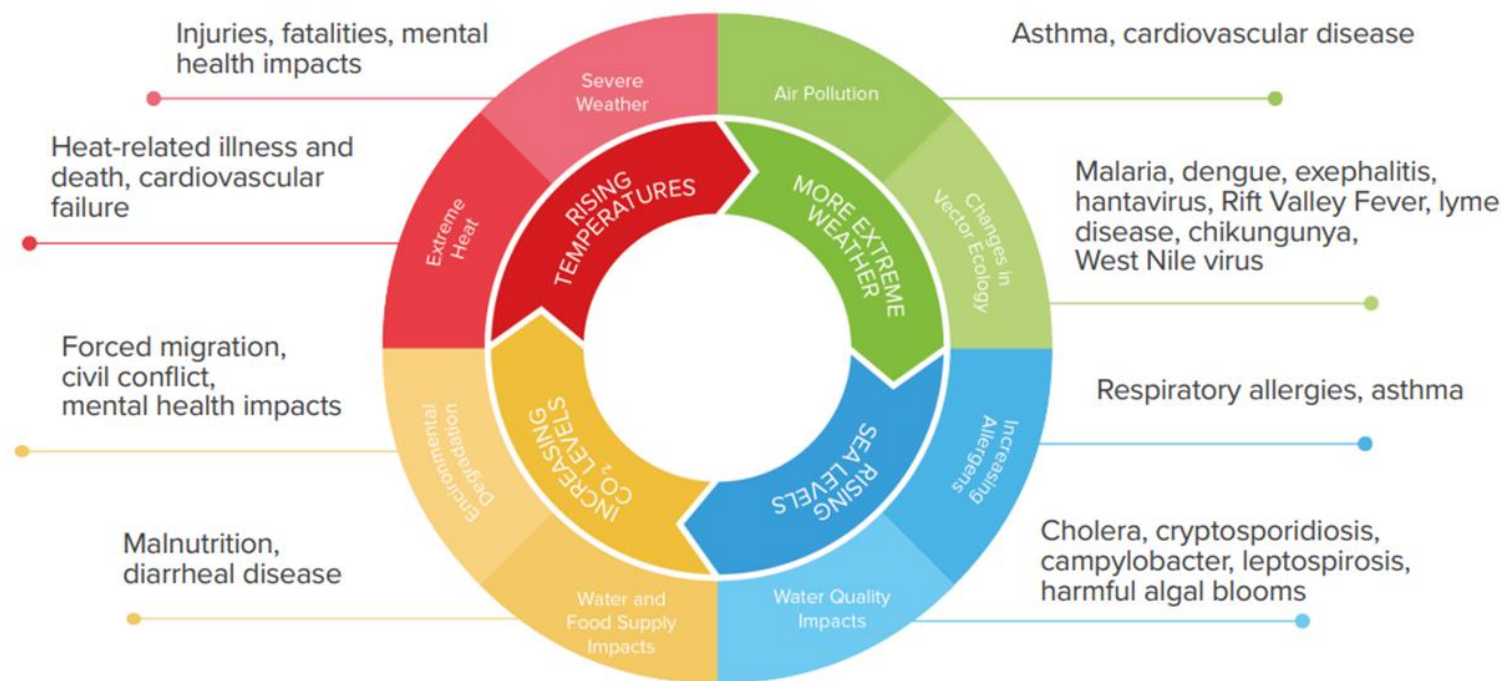 Injuries, fatalities, mental
health impacts
Severe
Weather
Air Pollution
Asthma, cardiovascular disease
Heat-related illness and
death, cardiovascular
failure
Extreme
Heat
RISING
TEMPERATURES
MORE EXTREME
WEATHER
Changes in
Vector Ecology
Malaria, dengue, exephalitis,
hantavirus, Rift Valley Fever, lyme
disease, chikungunya,
West Nile virus
Forced migration,
civil conflict,
mental health impacts
Encironmental
Degradation
INCREASING
CO₂ LEVELS
RISING
SEA LEVELS
Increasing
Allergens
Respiratory allergies, asthma
Malnutrition,
diarrheal disease
Water and
Food Supply
Impacts
Water Quality
Impacts
Cholera, cryptosporidiosis,
campylobacter, leptospirosis,
harmful algal blooms